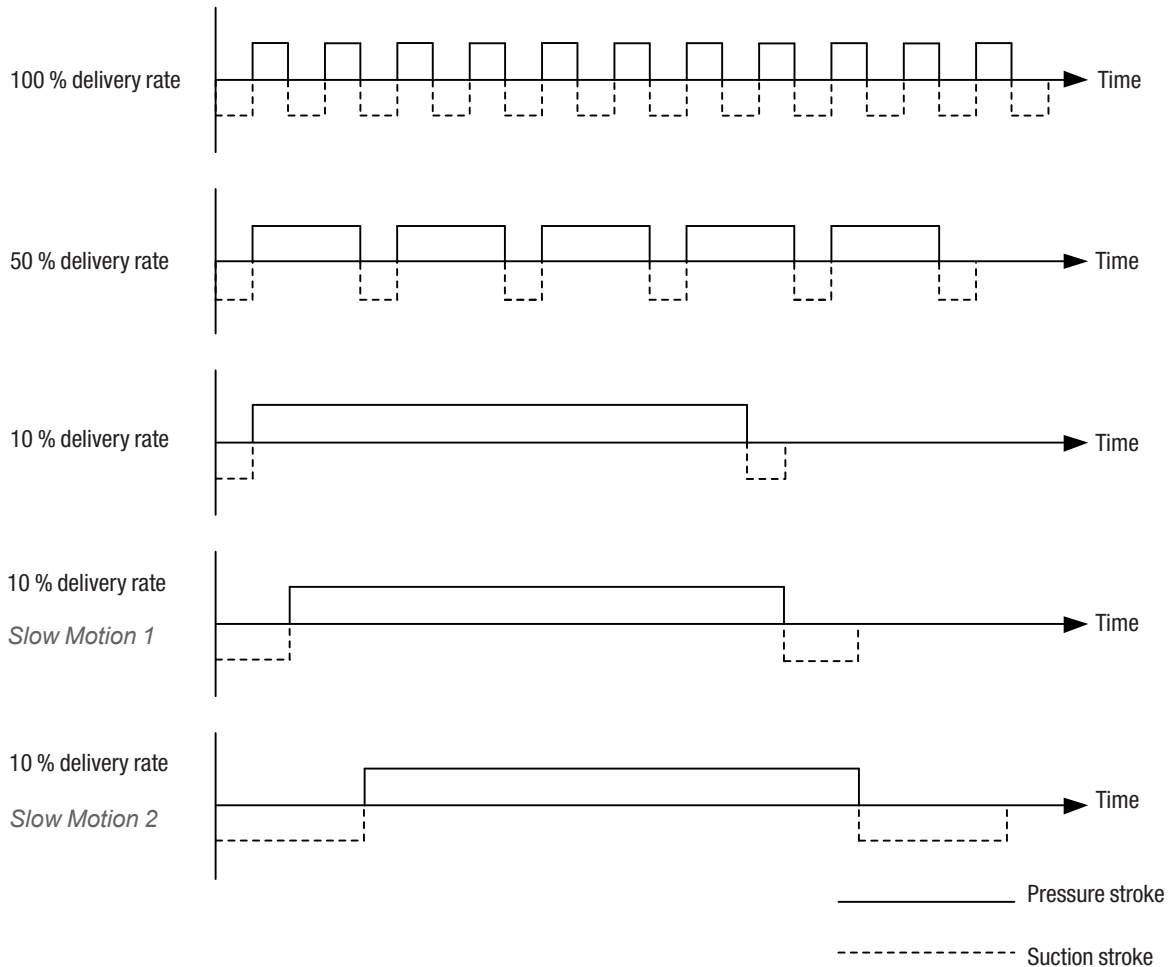 100 % delivery rate
Time
50 % delivery rate
Time
10 % delivery rate
Time
10 % delivery rate
Slow Motion 1
Time
10 % delivery rate
Slow Motion 2
Time
Pressure stroke
Suction stroke